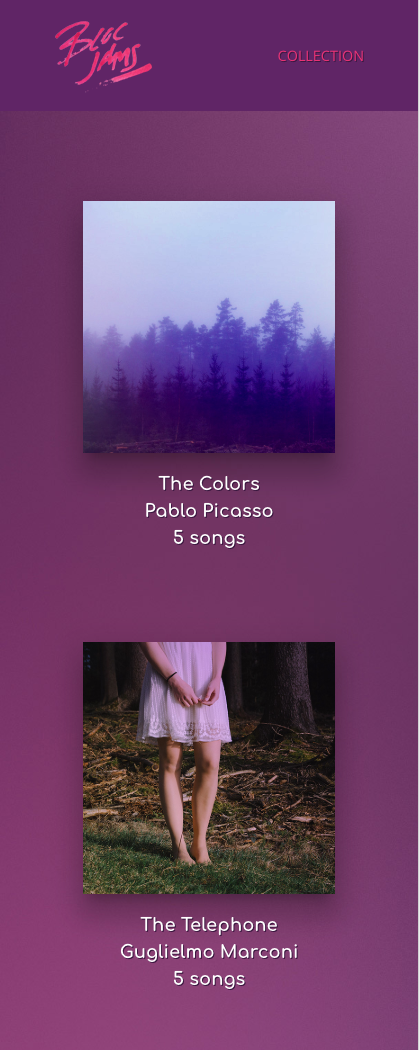 Bloc
Jams
COLLECTION
The Colors
Pablo Picasso
5 songs
The Telephone
Guglielmo Marconi
5 songs